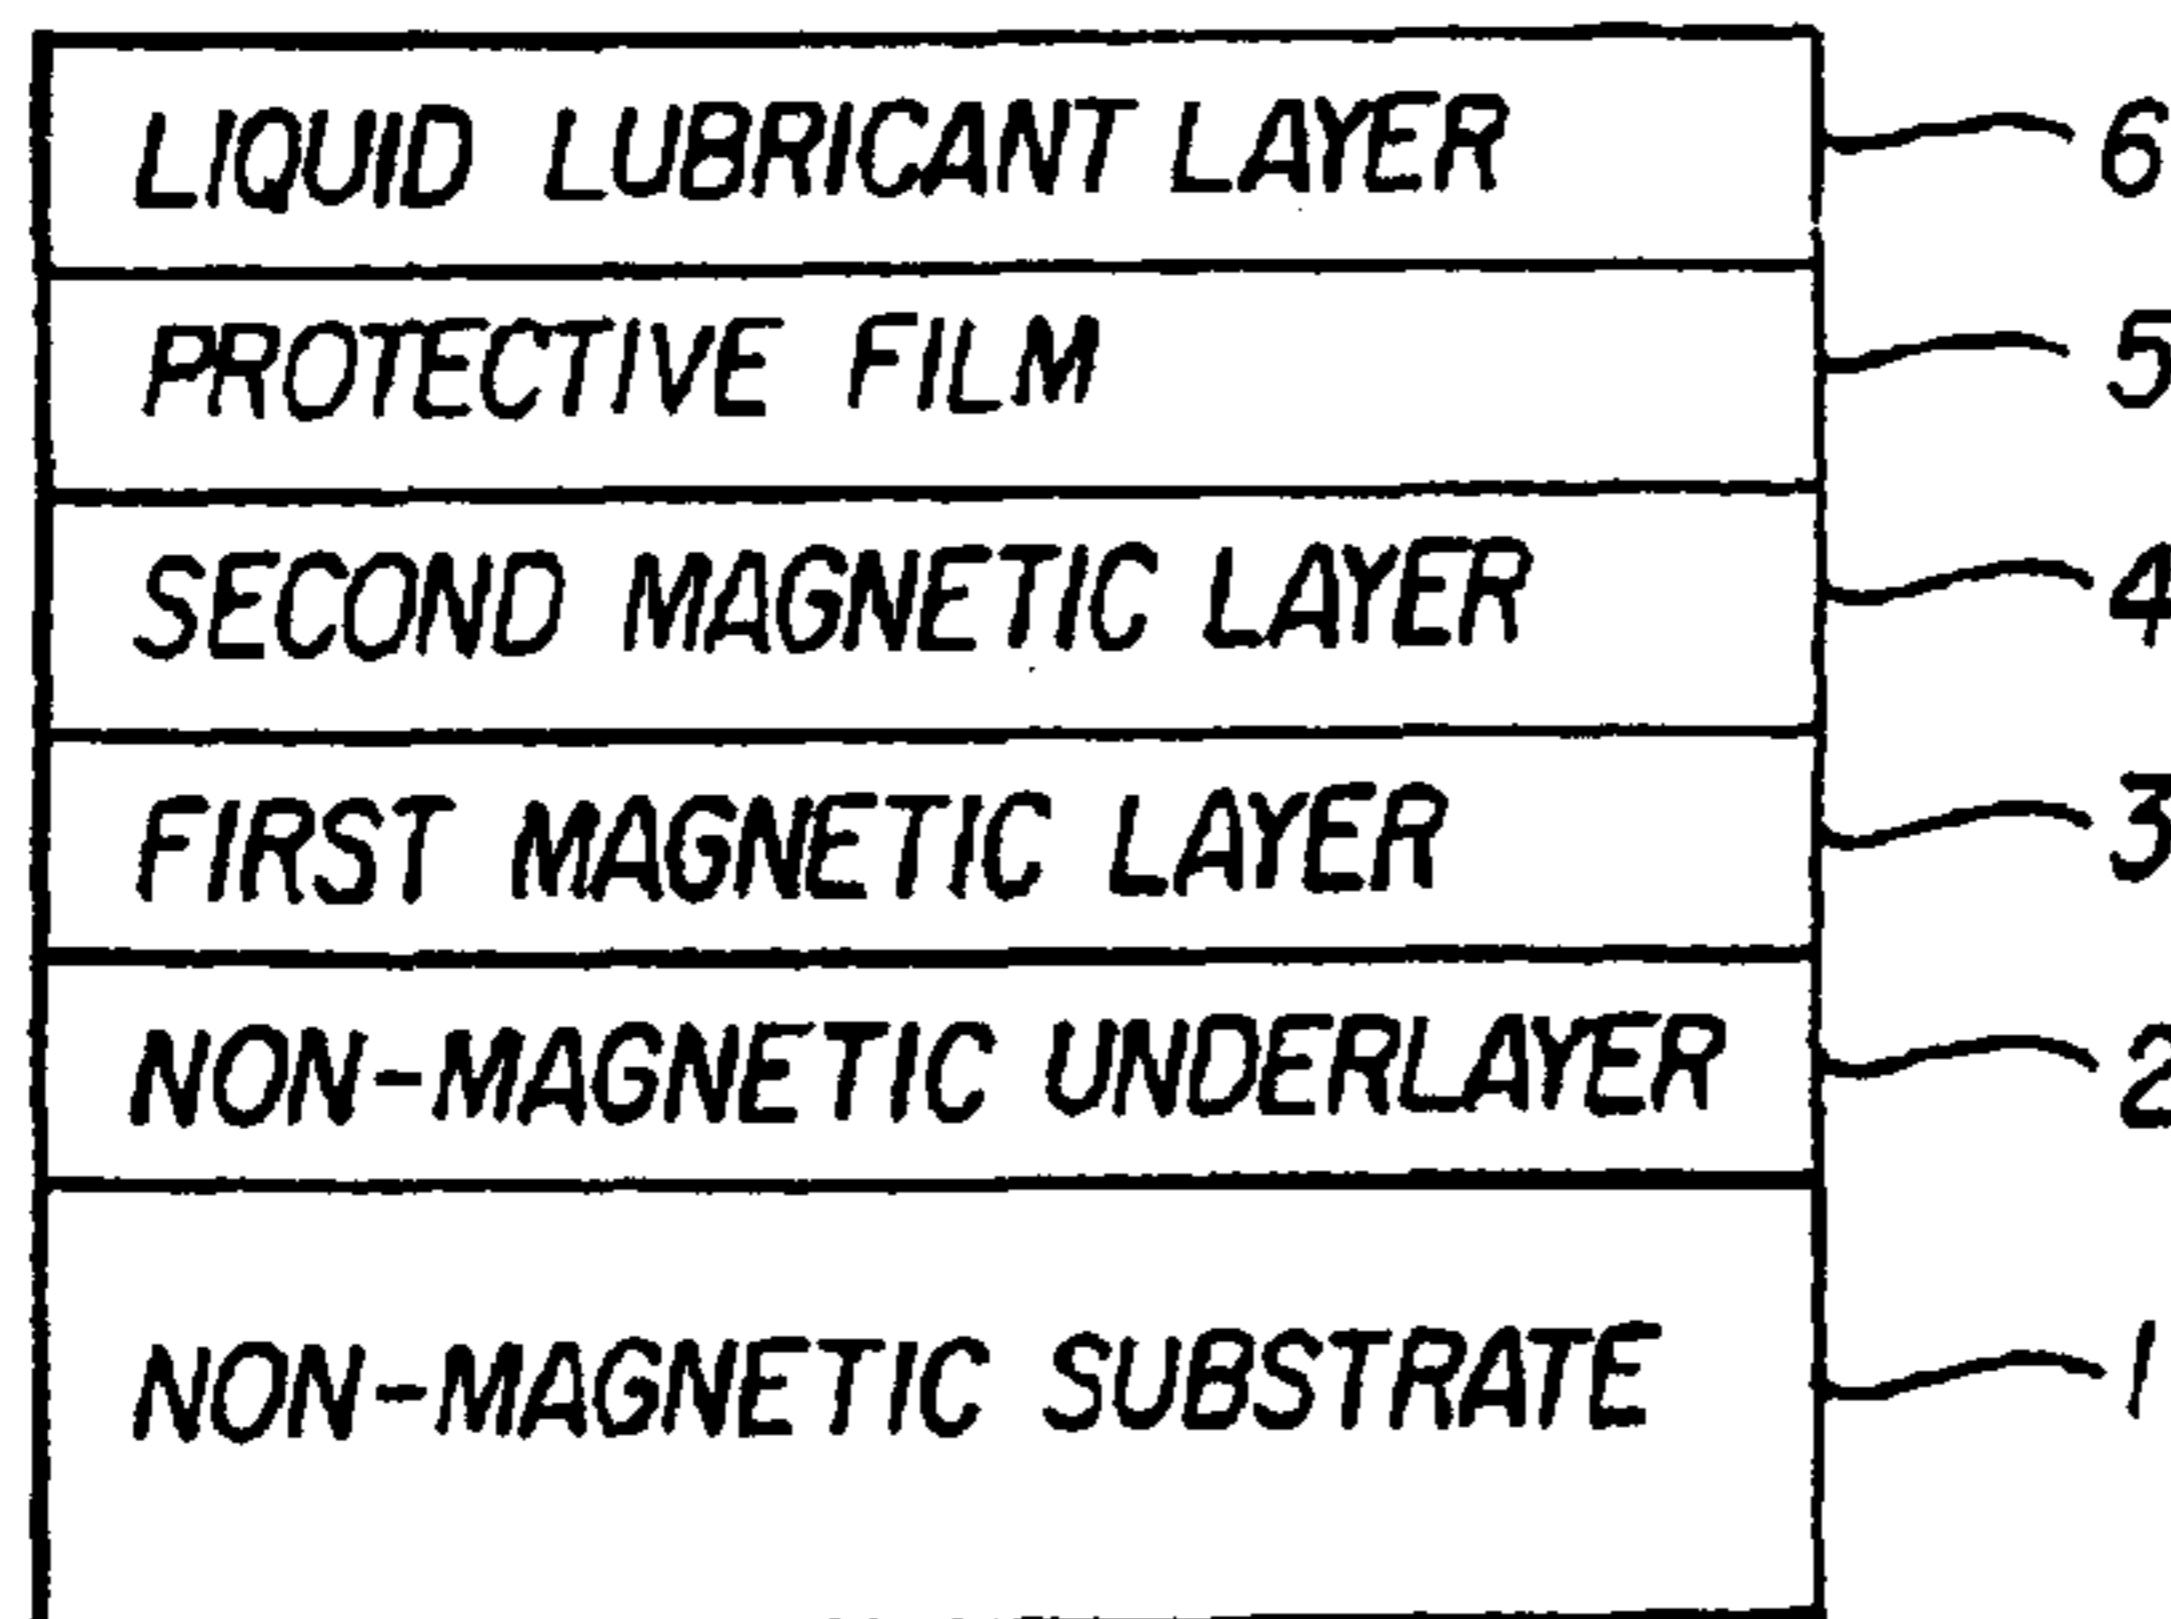 LIQUID LUBRICANT LAYER 6
PROTECTIVE FILM 5
SECOND MAGNETIC LAYER 4
FIRST MAGNETIC LAYER 3
NON-MAGNETIC UNDERLAYER 2
NON-MAGNETIC SUBSTRATE 1